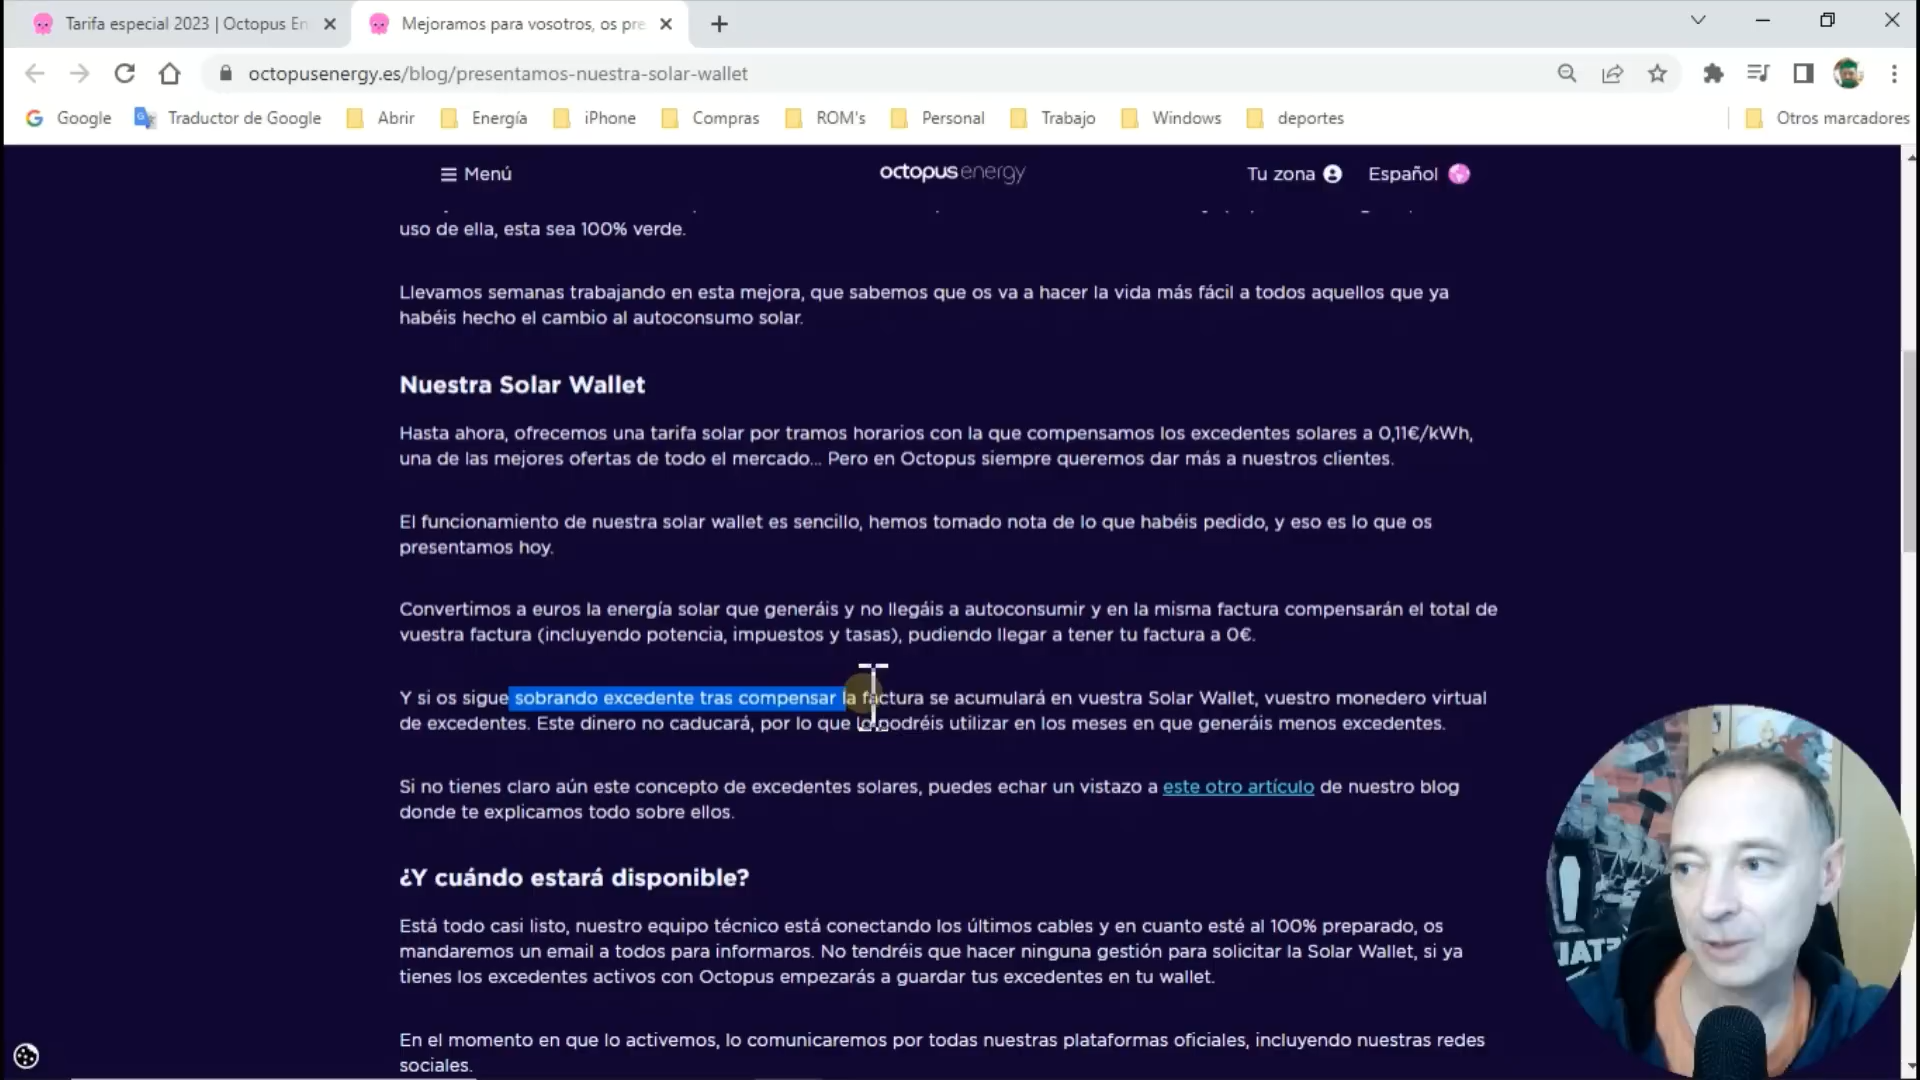 Tarifa especial 2023 | Octopus En
Mejoramos para vosotros, os pre
octopusenergy.es/blog/presentamos-nuestra-solar-wallet
Google
Traductor de Google
Abrir
Energía
iPhone
Compras
ROM's
Personal
Trabajo
Windows
deportes
Otros marcadores
Menú
octopus energy
Tu zona
Español
uso de ella, esta sea 100% verde.
Llevamos semanas trabajando en esta mejora, que sabemos que os va a hacer la vida más fácil a todos aquellos que ya
habéis hecho el cambio al autoconsumo solar.
Nuestra Solar Wallet
Hasta ahora, ofrecemos una tarifa solar por tramos horarios con la que compensamos los excedentes solares a 0,11€/kWh,
una de las mejores ofertas de todo el mercado... Pero en Octopus siempre queremos dar más a nuestros clientes.
El funcionamiento de nuestra solar wallet es sencillo, hemos tomado nota de lo que habéis pedido, y eso es lo que os
presentamos hoy.
Convertimos a euros la energía solar que generáis y no llegáis a autoconsumir y en la misma factura compensarán el total de
vuestra factura (incluyendo potencia, impuestos y tasas), pudiendo llegar a tener tu factura a 0€.
Y si os sigue sobrando excedente tras compensar la factura se acumulará en vuestra Solar Wallet, vuestro monedero virtual
de excedentes. Este dinero no caducará, por lo que lo podréis utilizar en los meses en que generáis menos excedentes.
Si no tienes claro aún este concepto de excedentes solares, puedes echar un vistazo a este otro artículo de nuestro blog
donde te explicamos todo sobre ellos.
¿Y cuándo estará disponible?
Está todo casi listo, nuestro equipo técnico está conectando los últimos cables y en cuanto esté al 100% preparado, os
mandaremos un email a todos para informaros. No tendréis que hacer ninguna gestión para solicitar la Solar Wallet, si ya
tienes los excedentes activos con Octopus empezarás a guardar tus excedentes en tu wallet.
En el momento en que lo activemos, lo comunicaremos por todas nuestras plataformas oficiales, incluyendo nuestras redes
sociales.